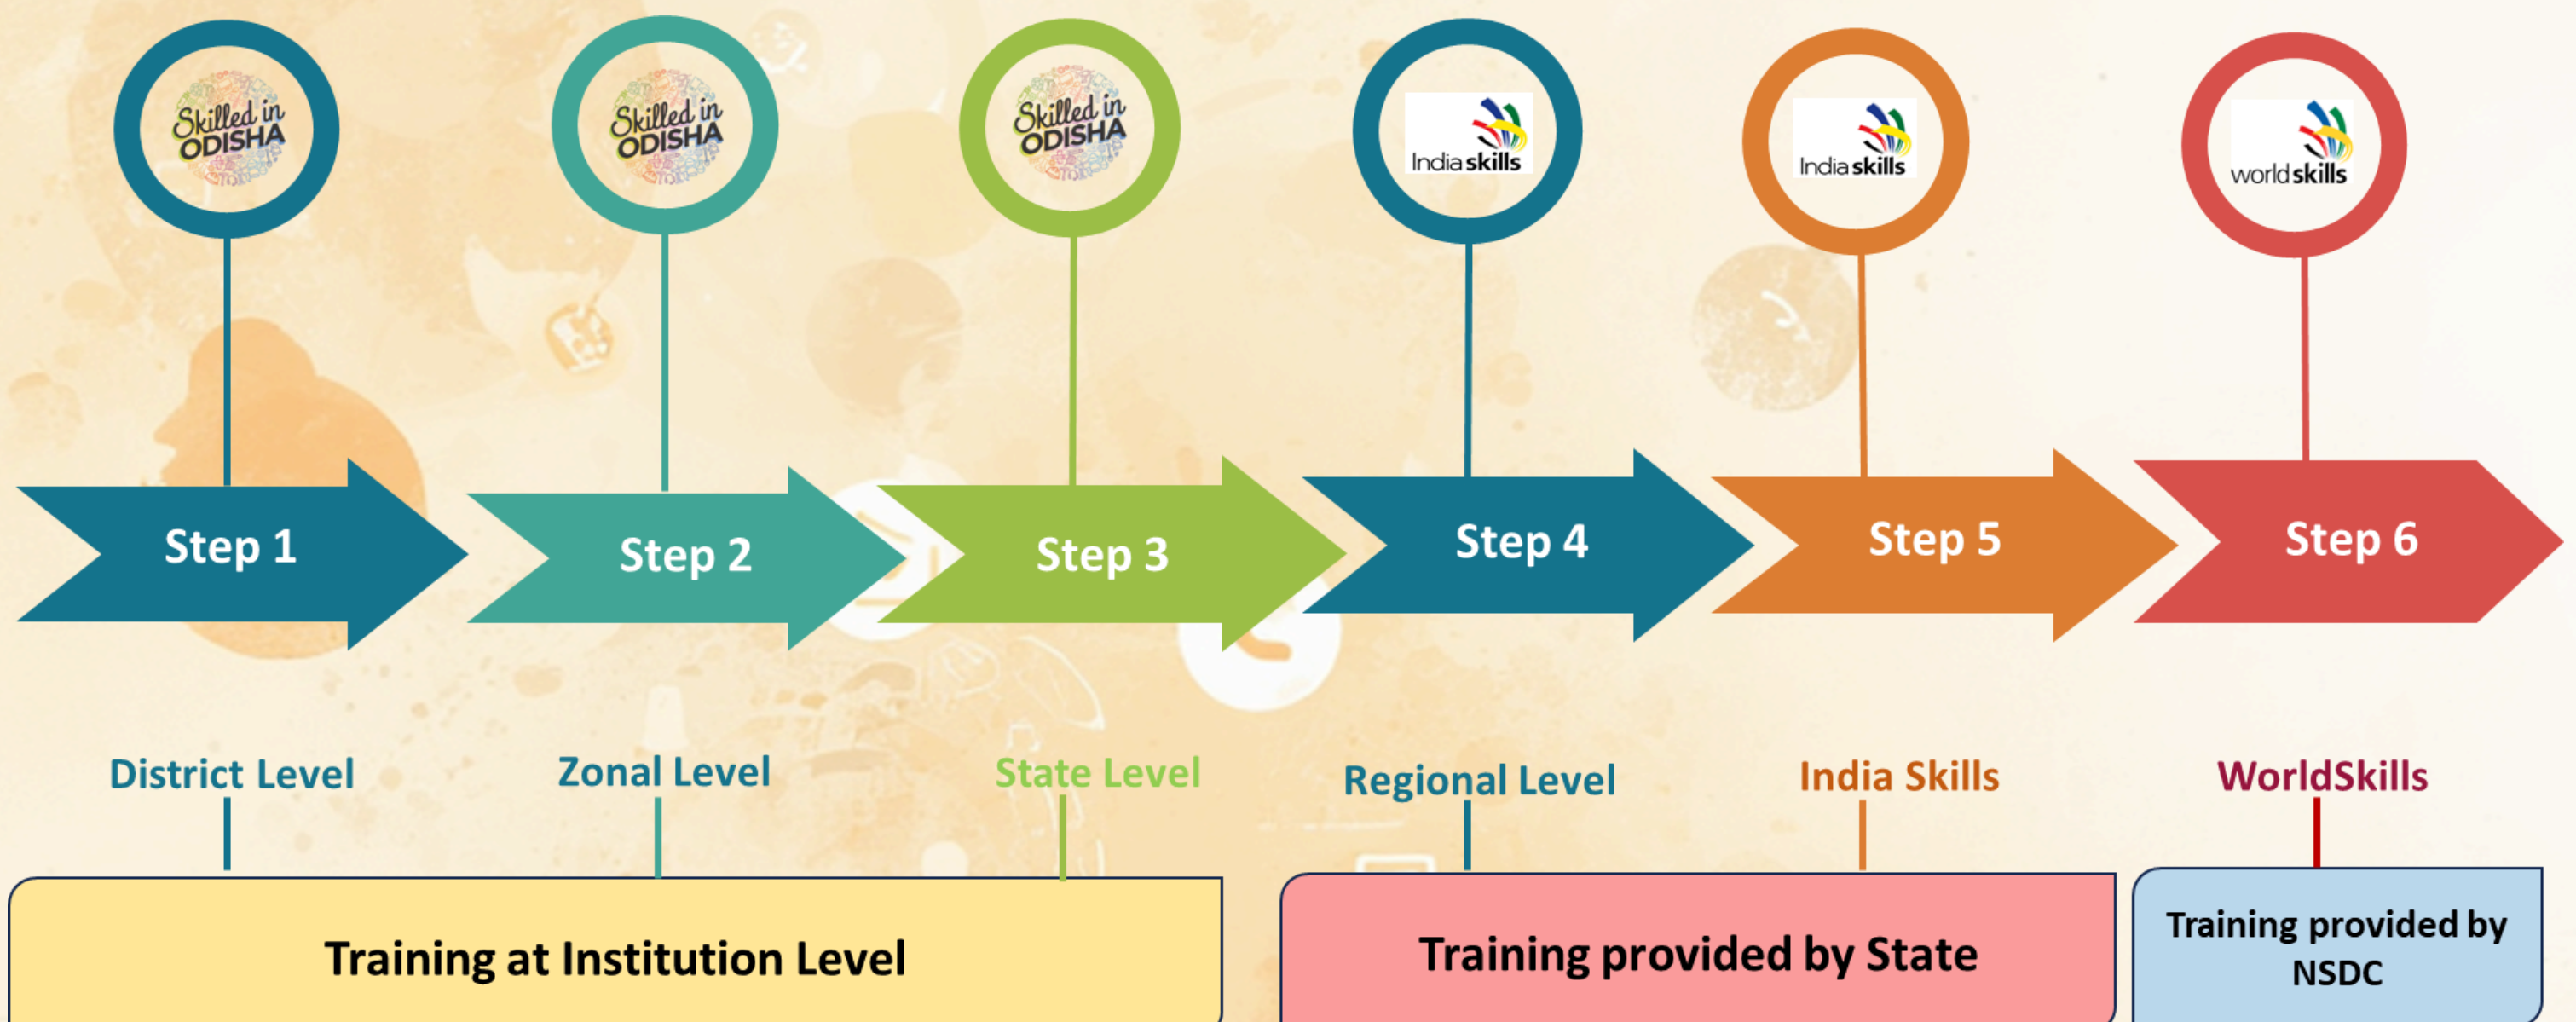 Skilled in
ODISHA
Skilled in
ODISHA
Skilled in
ODISHA
India skills
India skills
world skills
Step 1
Step 2
Step 3
Step 4
Step 5
Step 6
District Level
Zonal Level
State Level
Regional Level
India Skills
WorldSkills
Training at Institution Level
Training provided by State
Training provided by
NSDC